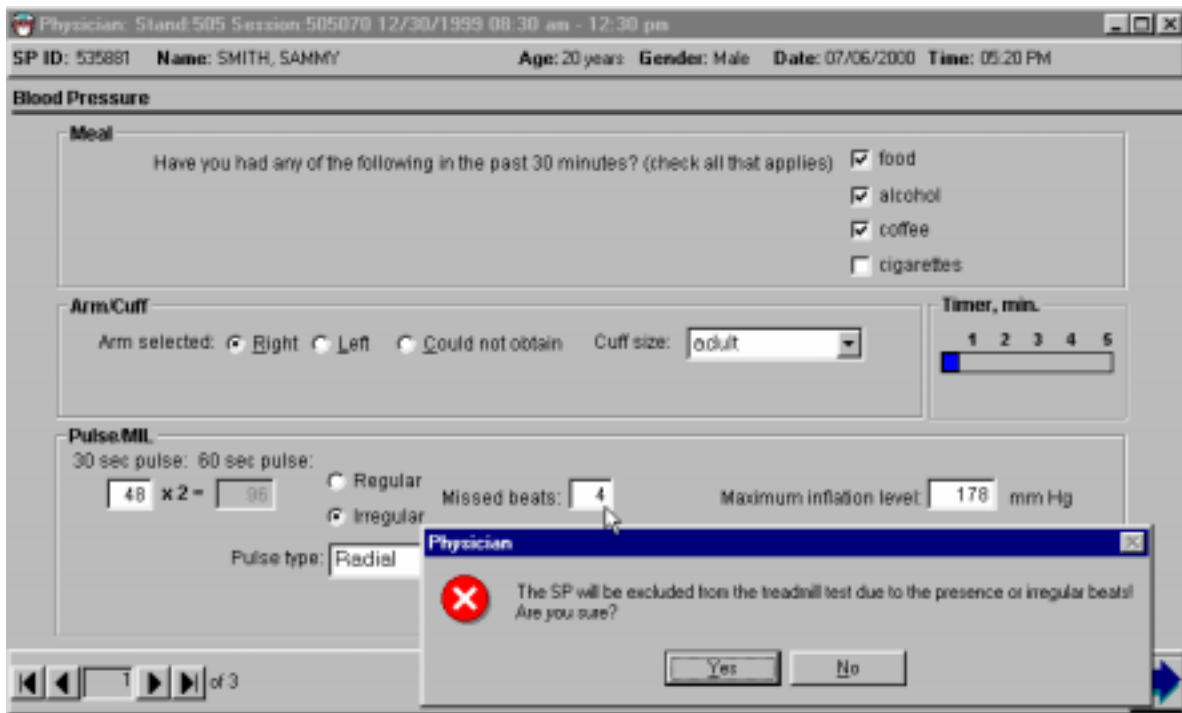 Physician: Stand:505 Session:505070 12/30/1999 08:30 am - 12:30 pm
SP ID: 535881 Name: SMITH, SAMMY Age: 20 years Gender: Male Date: 07/06/2000 Time: 05:20 PM
Blood Pressure
Meal
Have you had any of the following in the past 30 minutes? (check all that applies)
food
alcohol
coffee
cigarettes
Arm/Cuff
Arm selected: Right Left Could not obtain Cuff size: adult
Timer, min.
1 2 3 4 5
Pulse/MIL
30 sec pulse: 60 sec pulse:
48 x 2 = 96
Regular
Irregular
Missed beats: 4
Maximum inflation level: 178 mm Hg
Pulse type: Radial
Physician
The SP will be excluded from the treadmill test due to the presence or irregular beats!
Are you sure?
Yes No
1 of 3